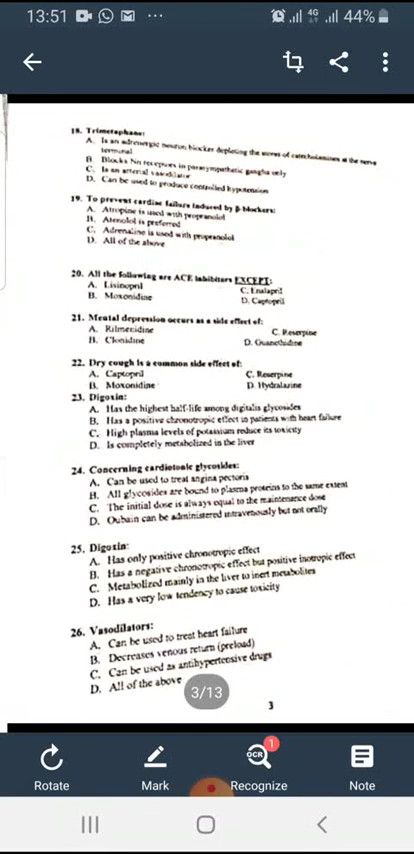 13:51
4G
44%
18. Trimetaphane:
A. Is an adrenergic neuron blocker depleting the stores of catecholamines at the nerve
terminal
B. Blocks Nn receptors in parasympathetic ganglia only
C. Is an arterial vasodilator
D. Can be used to produce controlled hypotension
19. To prevent cardiac failure induced by β-blockers:
A. Atropine is used with propranolol
B. Atenolol is preferred
C. Adrenaline is used with propranolol
D. All of the above
20. All the following are ACE inhibitors EXCEPT:
A. Lisinopril C. Enalapril
B. Moxonidine D. Captopril
21. Mental depression occurs as a side effect of:
A. Rilmenidine C. Reserpine
B. Clonidine D. Guanethidine
22. Dry cough is a common side effect of:
A. Captopril C. Reserpine
B. Moxonidine D. Hydralazine
23. Digoxin:
A. Has the highest half-life among digitalis glycosides
B. Has a positive chronotropic effect in patients with heart failure
C. High plasma levels of potassium reduce its toxicity
D. Is completely metabolized in the liver
24. Concerning cardiotonic glycosides:
A. Can be used to treat angina pectoris
B. All glycosides are bound to plasma proteins to the same extent
C. The initial dose is always equal to the maintenance dose
D. Oubain can be administered intravenously but not orally
25. Digoxin:
A. Has only positive chronotropic effect
B. Has a negative chronotropic effect but positive inotropic effect
C. Metabolized mainly in the liver to inert metabolites
D. Has a very low tendency to cause toxicity
26. Vasodilators:
A. Can be used to treat heart failure
B. Decreases venous return (preload)
C. Can be used as antihypertensive drugs
D. All of the above
3/13
3
OCR
1
Rotate
Mark
Recognize
Note